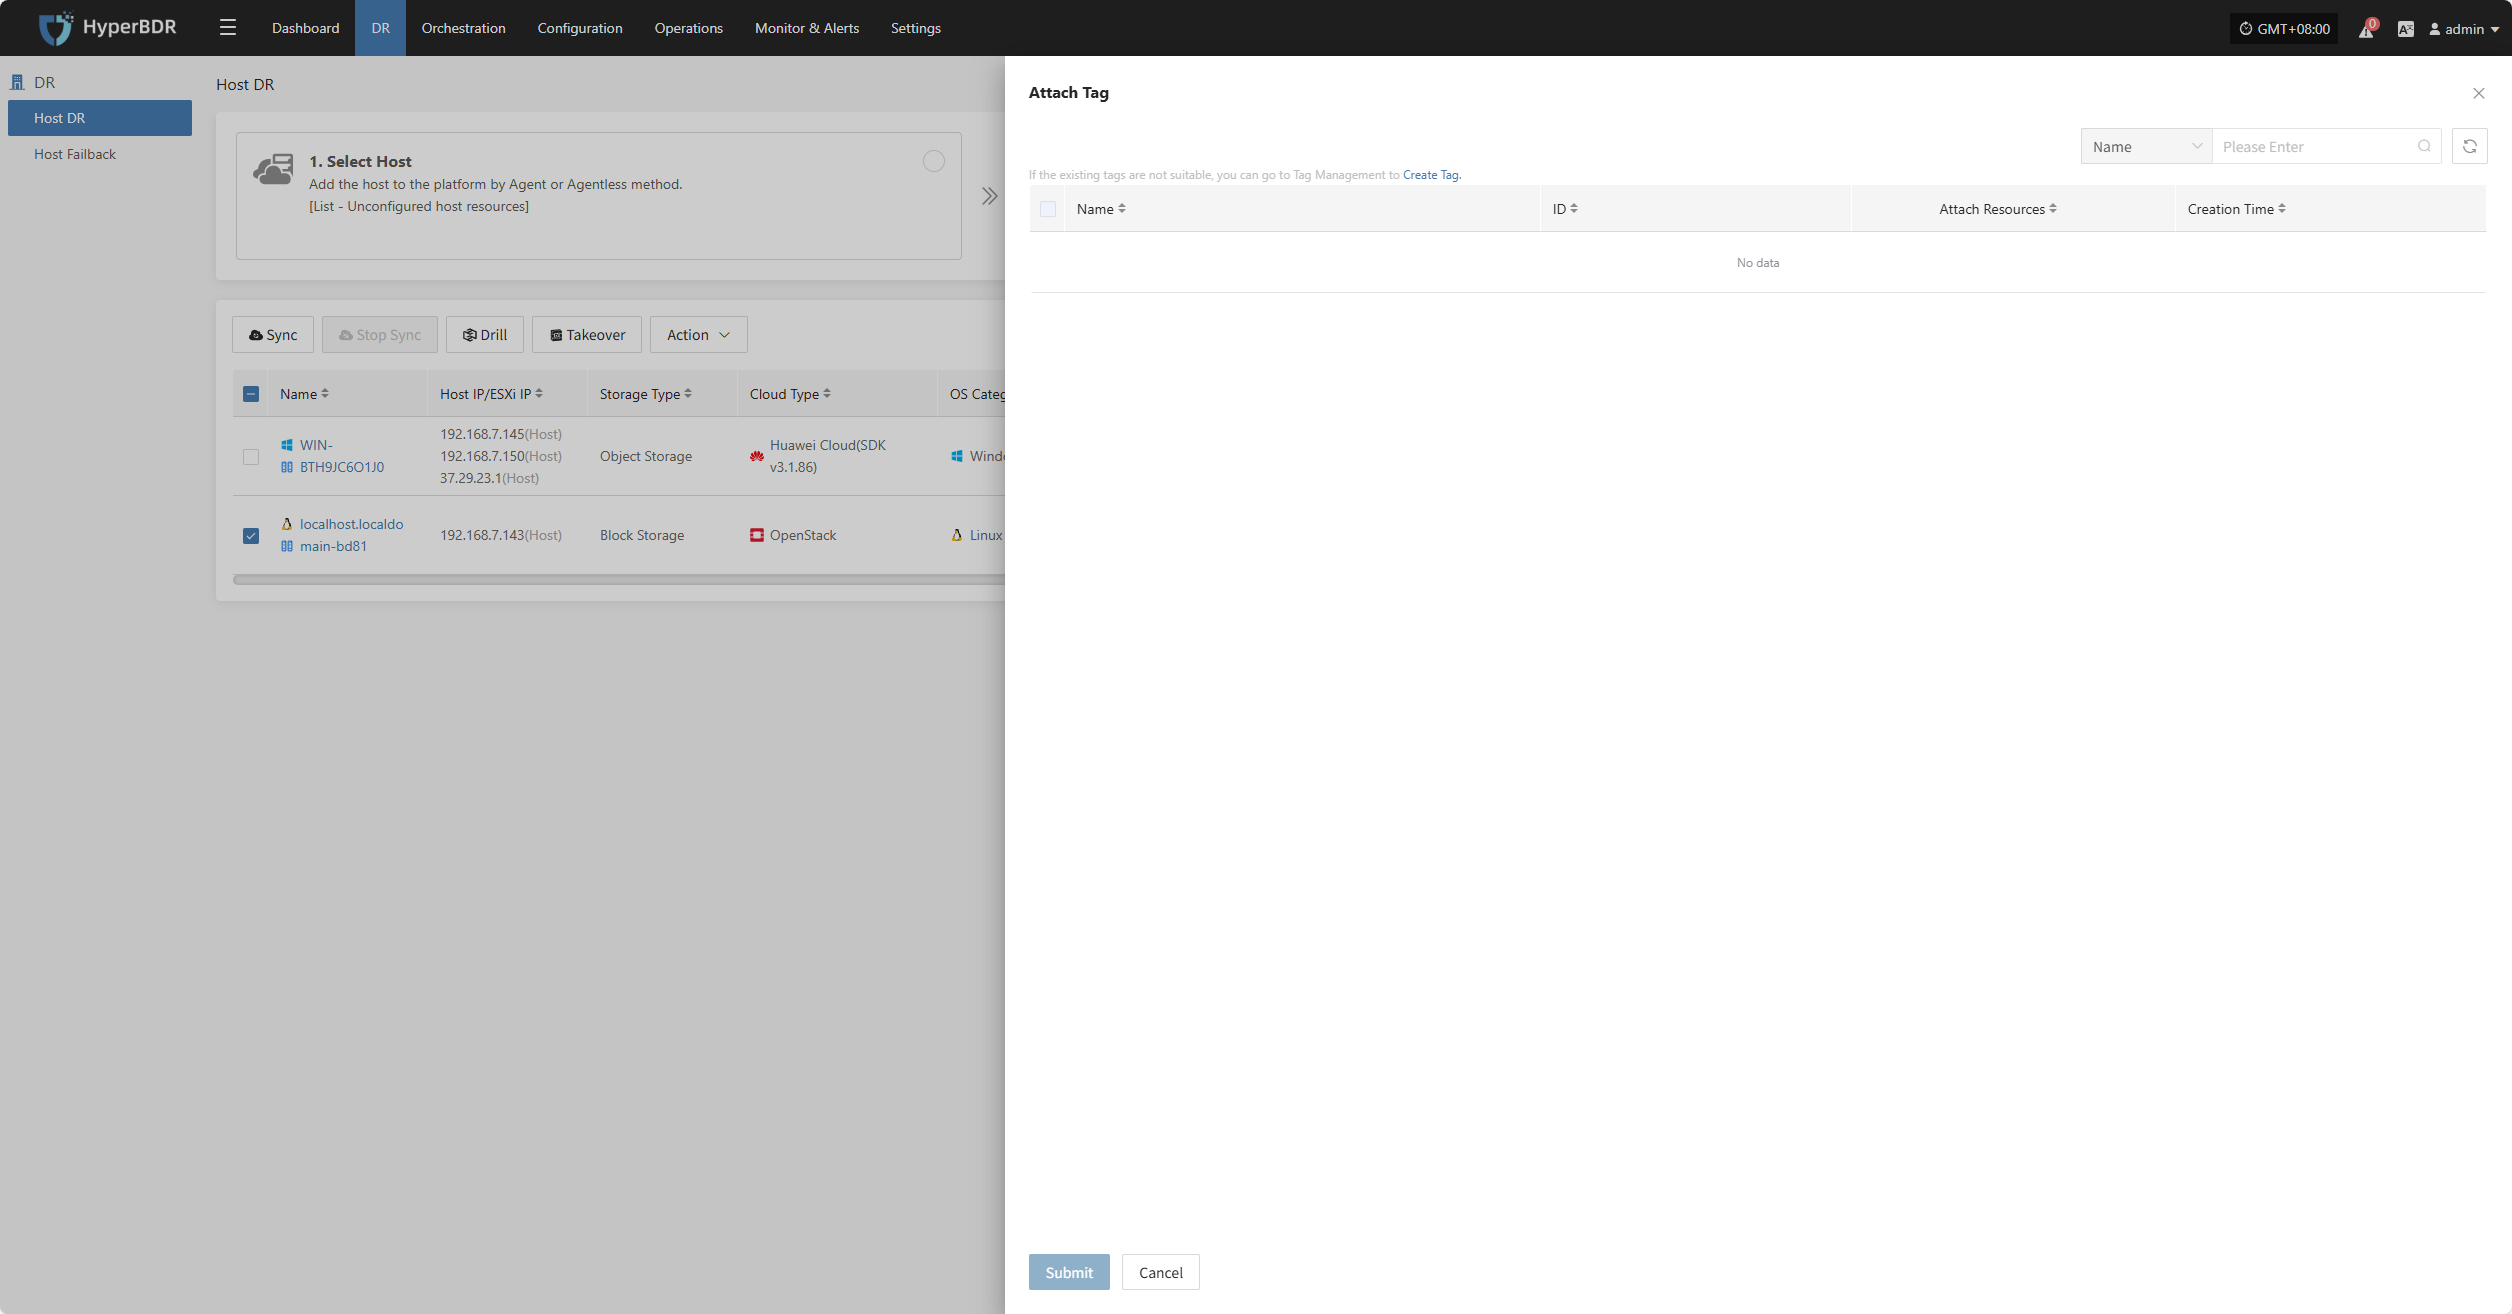 HyperBDR
Dashboard
DR
Orchestration
Configuration
Operations
Monitor & Alerts
Settings
GMT+08:00
0
admin
DR
Host DR
Host Failback
Host DR
1. Select Host
Add the host to the platform by Agent or Agentless method.
[List - Unconfigured host resources]
Sync
Stop Sync
Drill
Takeover
Action
Name
Host IP/ESXi IP
Storage Type
Cloud Type
OS Categ
WIN-
BTH9JC6O1J0
192.168.7.145(Host)
192.168.7.150(Host)
37.29.23.1(Host)
Object Storage
Huawei Cloud(SDK
v3.1.86)
Windo
localhost.localdo
main-bd81
192.168.7.143(Host)
Block Storage
OpenStack
Linux
Attach Tag
Name
Please Enter
If the existing tags are not suitable, you can go to Tag Management to Create Tag.
Name
ID
Attach Resources
Creation Time
No data
Submit
Cancel